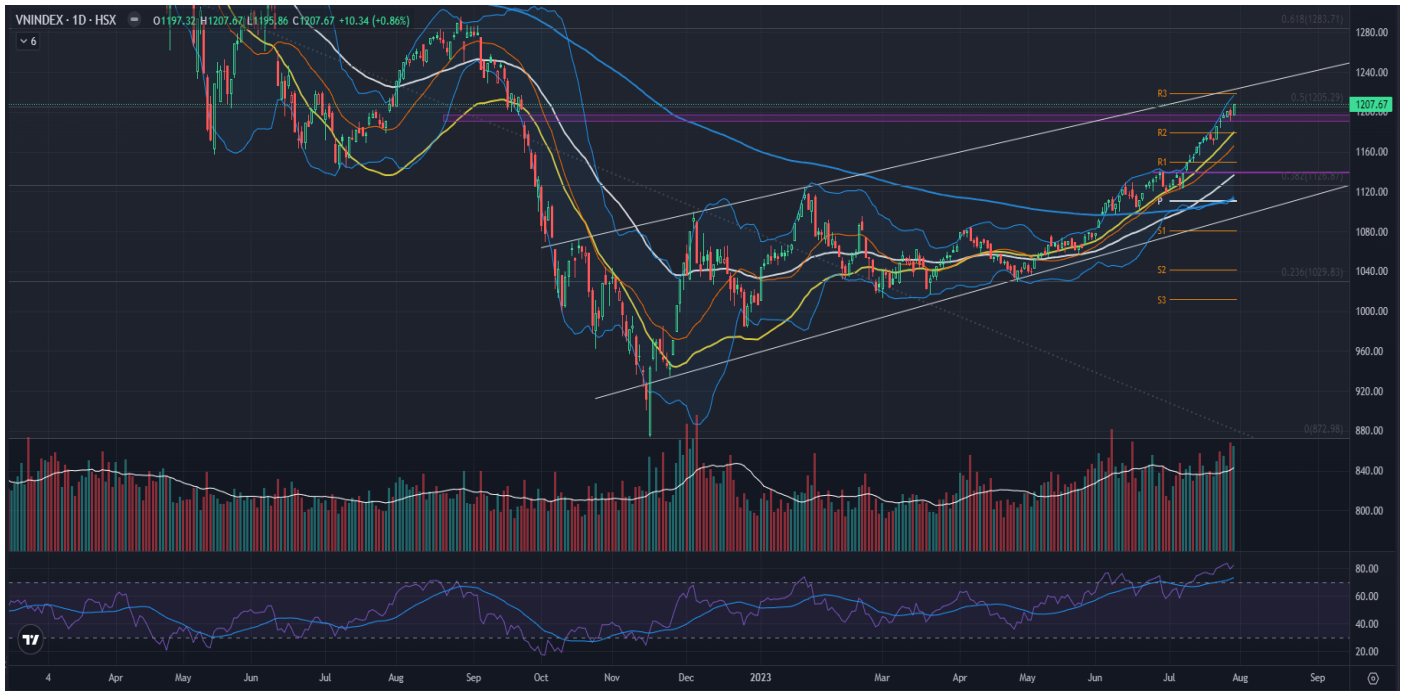 VNINDEX · 1D · HSX O1197.32 H1207.67 L1195.86 C1207.67 +10.34 (+0.86%)
6
0.618(1283.71)
1280.00
1240.00
R3
0.5(1205.29)
1207.67
1200.00
R2
R1
1160.00
1120.00
P
S1
1080.00
S2
0.236(1029.83)
1040.00
S3
1000.00
960.00
920.00
0(872.98)
880.00
840.00
800.00
80.00
60.00
40.00
20.00
4 Apr May Jun Jul Aug Sep Oct Nov Dec 2023 Mar Apr May Jun Jul Aug Sep